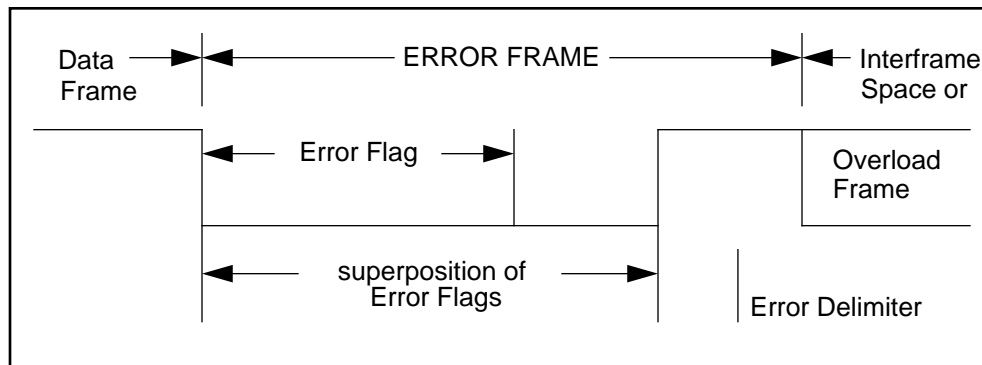 Data
Frame
ERROR FRAME
Interframe
Space or
Error Flag
Overload
Frame
superposition of
Error Flags
Error Delimiter